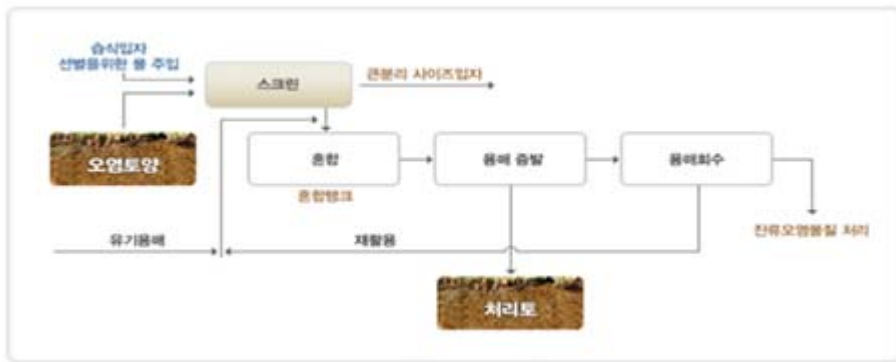 습식입자
선별을위한 물 주입
스크린
큰분리 사이즈입자
오염토양
혼합
용매 증발
용매회수
혼합탱크
유기용매
재활용
잔류오염물질 처리
처리토